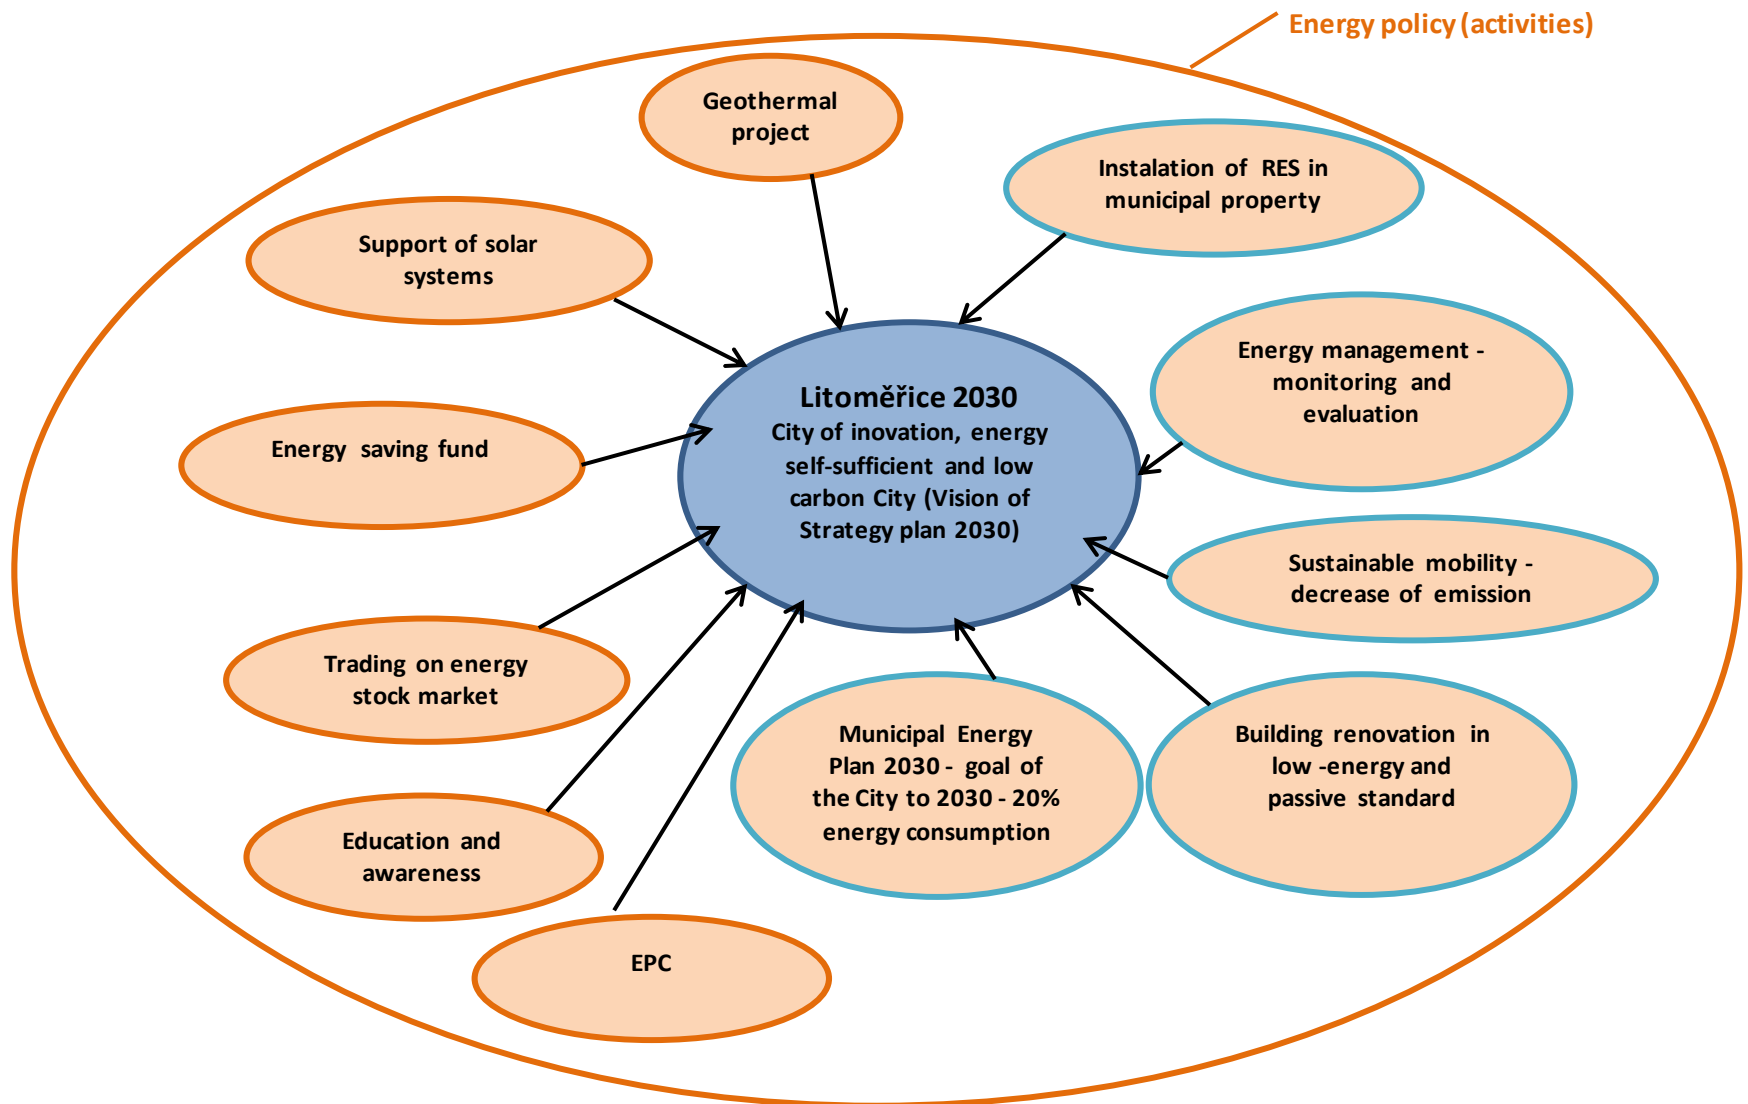 Energy policy (activities)
Geothermal
project
Instalation of RES in
municipal property
Support of solar
systems
Energy management -
monitoring and
evaluation
Litoměřice 2030
City of inovation, energy
self-sufficient and low
carbon City (Vision of
Strategy plan 2030)
Energy saving fund
Sustainable mobility -
decrease of emission
Trading on energy
stock market
Municipal Energy
Plan 2030 - goal of
the City to 2030 - 20%
energy consumption
Building renovation in
low -energy and
passive standard
Education and
awareness
EPC